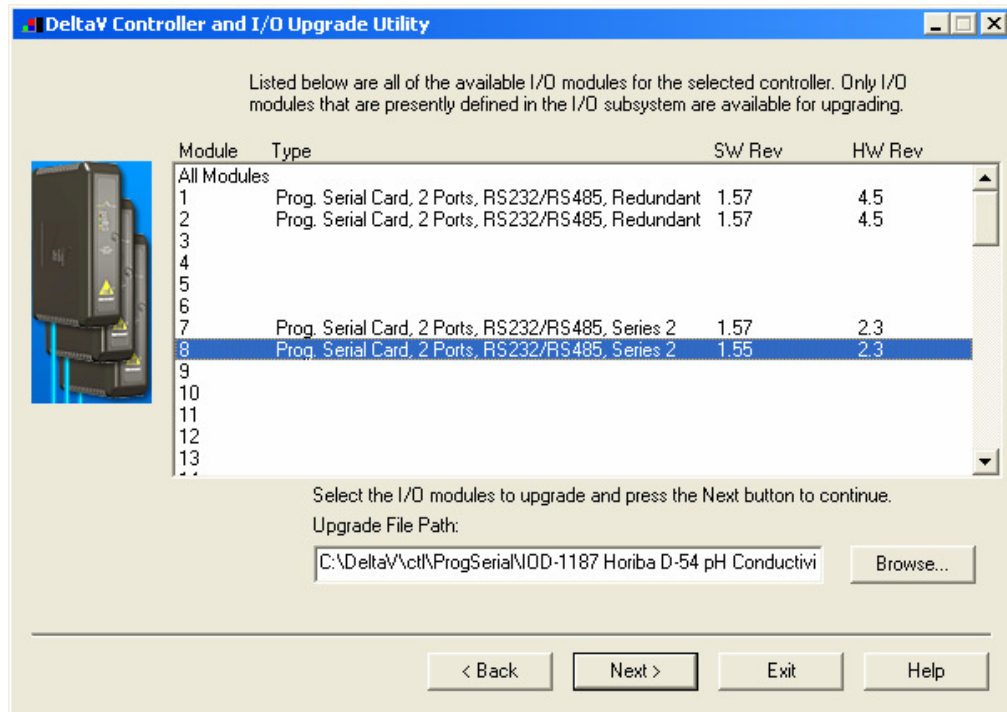 DeltaV Controller and I/O Upgrade Utility
Listed below are all of the available I/O modules for the selected controller. Only I/O
modules that are presently defined in the I/O subsystem are available for upgrading.
Module Type SW Rev HW Rev
All Modules
1 Prog. Serial Card, 2 Ports, RS232/RS485, Redundant 1.57 4.5
2 Prog. Serial Card, 2 Ports, RS232/RS485, Redundant 1.57 4.5
3
4
5
6
7 Prog. Serial Card, 2 Ports, RS232/RS485, Series 2 1.57 2.3
8 Prog. Serial Card, 2 Ports, RS232/RS485, Series 2 1.55 2.3
9
10
11
12
13
Select the I/O modules to upgrade and press the Next button to continue.
Upgrade File Path:
C:\DeltaV\ctl\ProgSerial\IOD-1187 Horiba D-54 pH Conductivi
Browse...
< Back Next > Exit Help